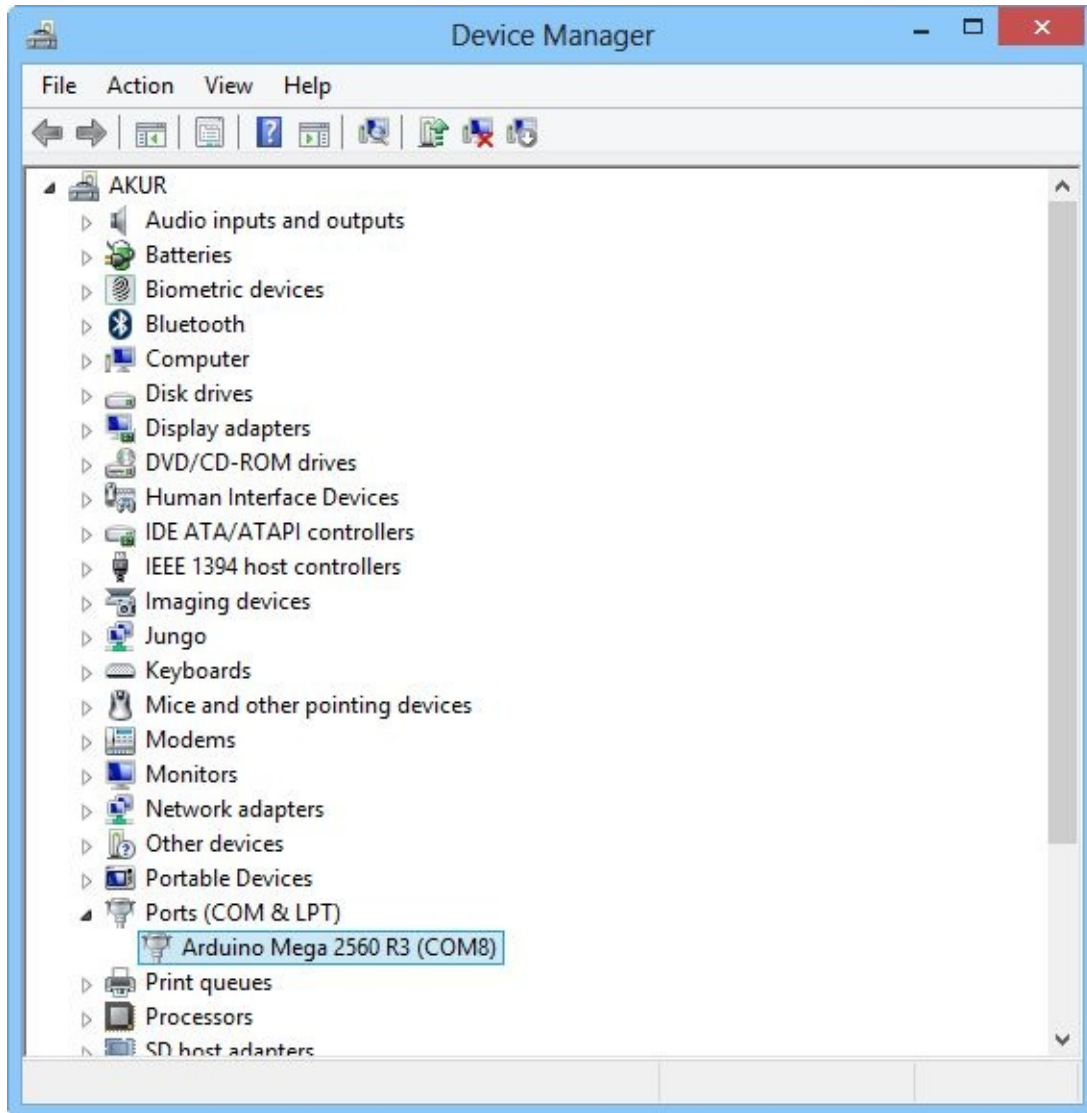 Device Manager
File Action View Help
AKUR
Audio inputs and outputs
Batteries
Biometric devices
Bluetooth
Computer
Disk drives
Display adapters
DVD/CD-ROM drives
Human Interface Devices
IDE ATA/ATAPI controllers
IEEE 1394 host controllers
Imaging devices
Jungo
Keyboards
Mice and other pointing devices
Modems
Monitors
Network adapters
Other devices
Portable Devices
Ports (COM & LPT)
Arduino Mega 2560 R3 (COM8)
Print queues
Processors
SD host adapters